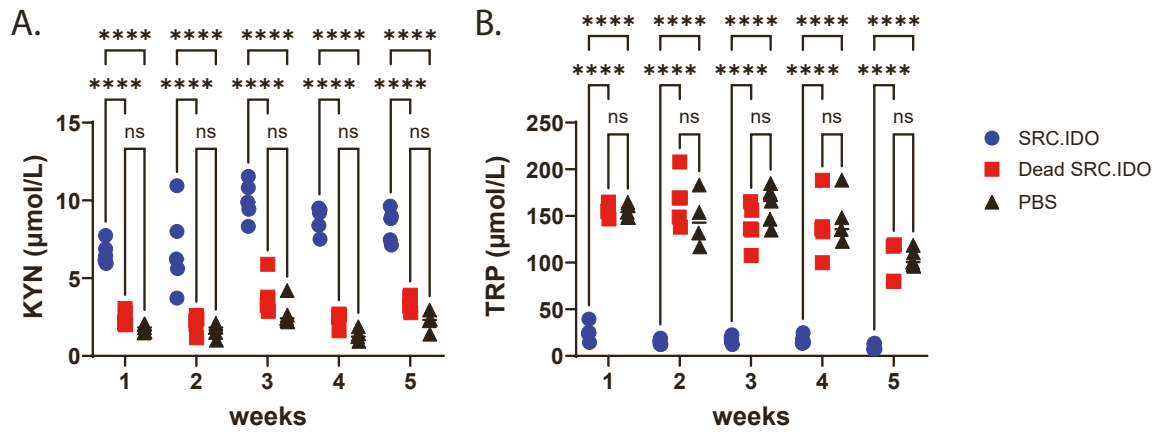 A.
**** **** **** **** ****
**** **** **** **** ****
ns ns ns ns ns
15
10
5
0
KYN (µmol/L)
1 2 3 4 5
weeks
B.
**** **** **** **** ****
**** **** **** **** ****
ns ns ns ns ns
250
200
150
100
50
0
TRP (µmol/L)
1 2 3 4 5
weeks
SRC.IDO
Dead SRC.IDO
PBS